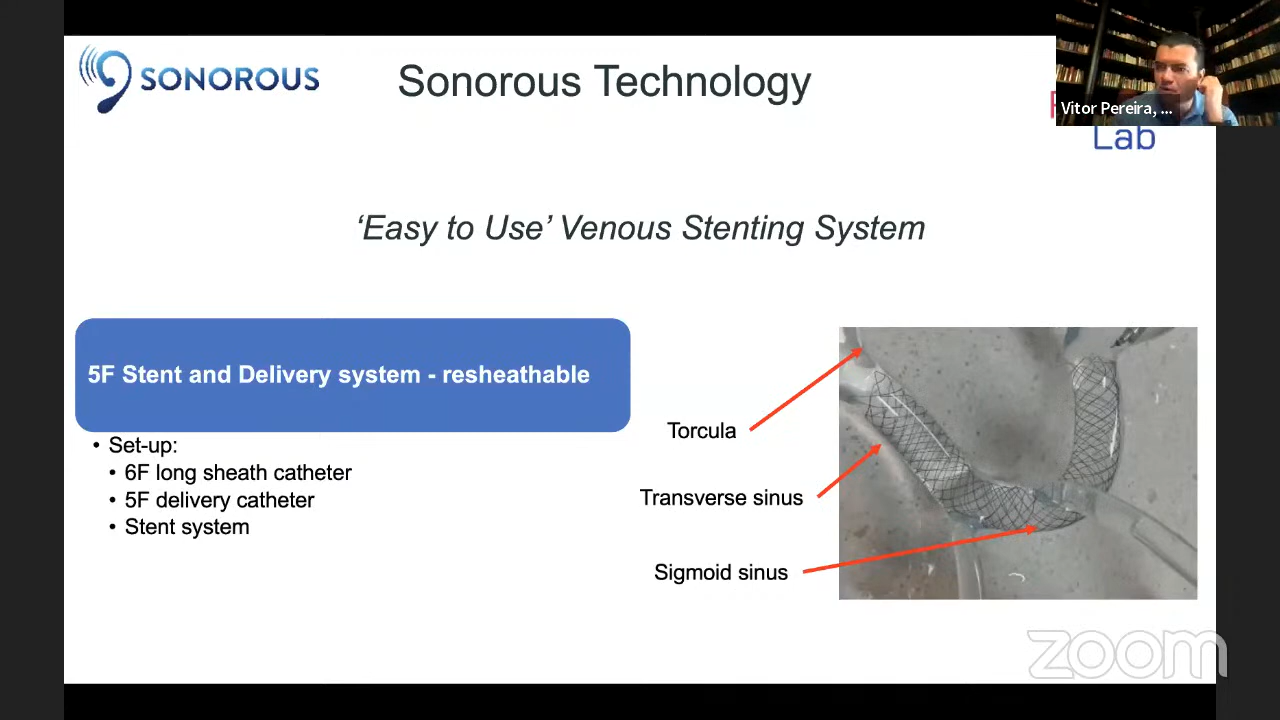 SONOROUS
Sonorous Technology
Vitor Pereira, ...
Lab
‘Easy to Use’ Venous Stenting System
5F Stent and Delivery system - resheathable
• Set-up:
• 6F long sheath catheter
• 5F delivery catheter
• Stent system
Torcula
Transverse sinus
Sigmoid sinus
zoom